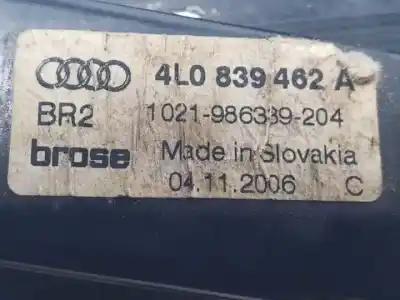 4L0 839 462 A
BR2 1021-986339-204
brose Made in Slovakia
04.11.2006 C